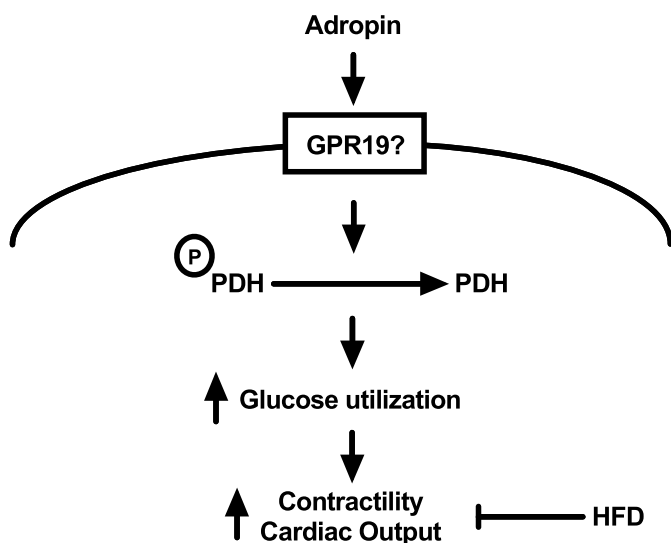 Adropin
GPR19?
P
PDH PDH
Glucose utilization
Contractility
Cardiac Output
HFD